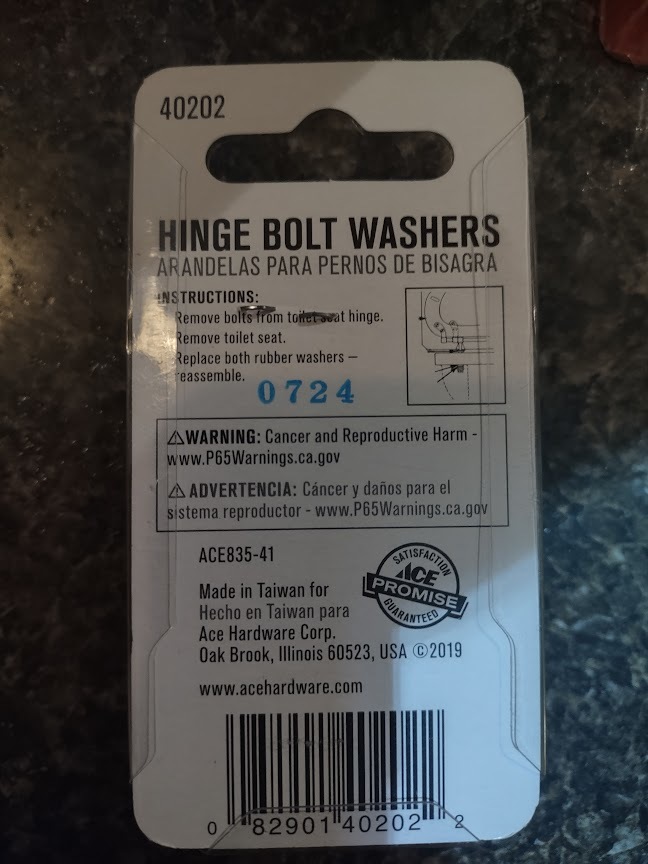 40202
HINGE BOLT WASHERS
ARANDELAS PARA PERNOS DE BISAGRA
INSTRUCTIONS:
Remove bolts from toilet seat hinge.
Remove toilet seat.
Replace both rubber washers –
reassemble.
0724
⚠WARNING: Cancer and Reproductive Harm -
www.P65Warnings.ca.gov
⚠ ADVERTENCIA: Cáncer y daños para el
sistema reproductor - www.P65Warnings.ca.gov
ACE835-41
SATISFACTION
ACE
PROMISE
GUARANTEED
Made in Taiwan for
Hecho en Taiwan para
Ace Hardware Corp.
Oak Brook, Illinois 60523, USA ©2019
www.acehardware.com
0 82901 40202 2